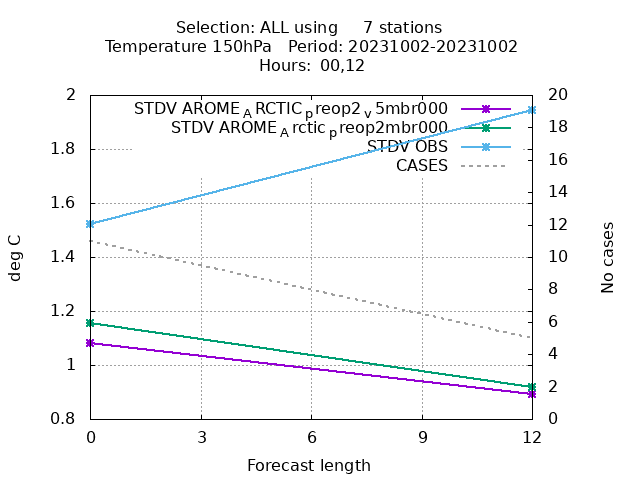 Selection: ALL using     7 stations
Temperature 150hPa   Period: 20231002-20231002
Hours:  00,12
2
20
STDV AROME_ARCTIC_preop2_v5mbr000
STDV AROME_Arctic_preop2mbr000
STDV OBS
CASES
18
1.8
16
1.6
14
12
deg C
No cases
1.4
10
8
1.2
6
1
4
2
0.8
0
0
3
6
9
12
Forecast length